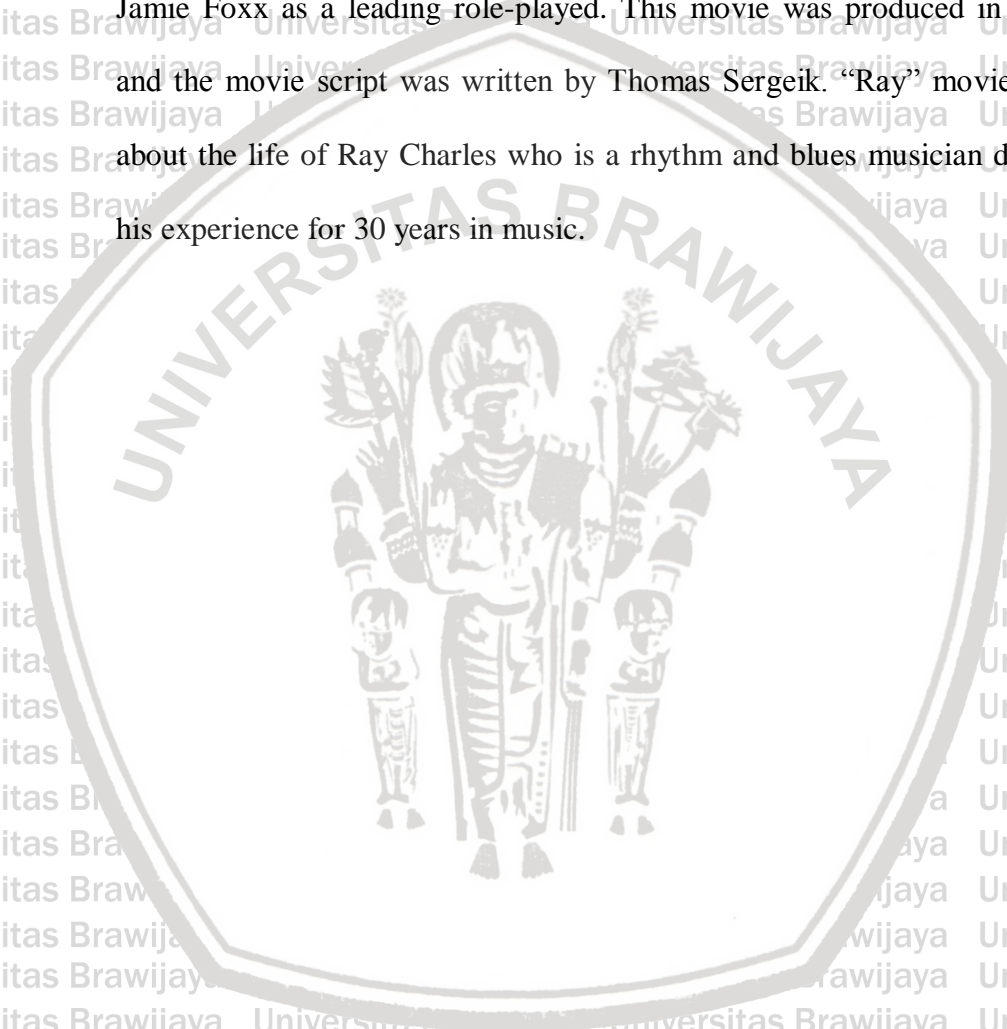 Jamie Foxx as a leading role-played. This movie was produced in
and the movie script was written by Thomas Sergeik. “Ray” movie
about the life of Ray Charles who is a rhythm and blues musician d
his experience for 30 years in music.
UNIVERSITAS BRAWIJAYA